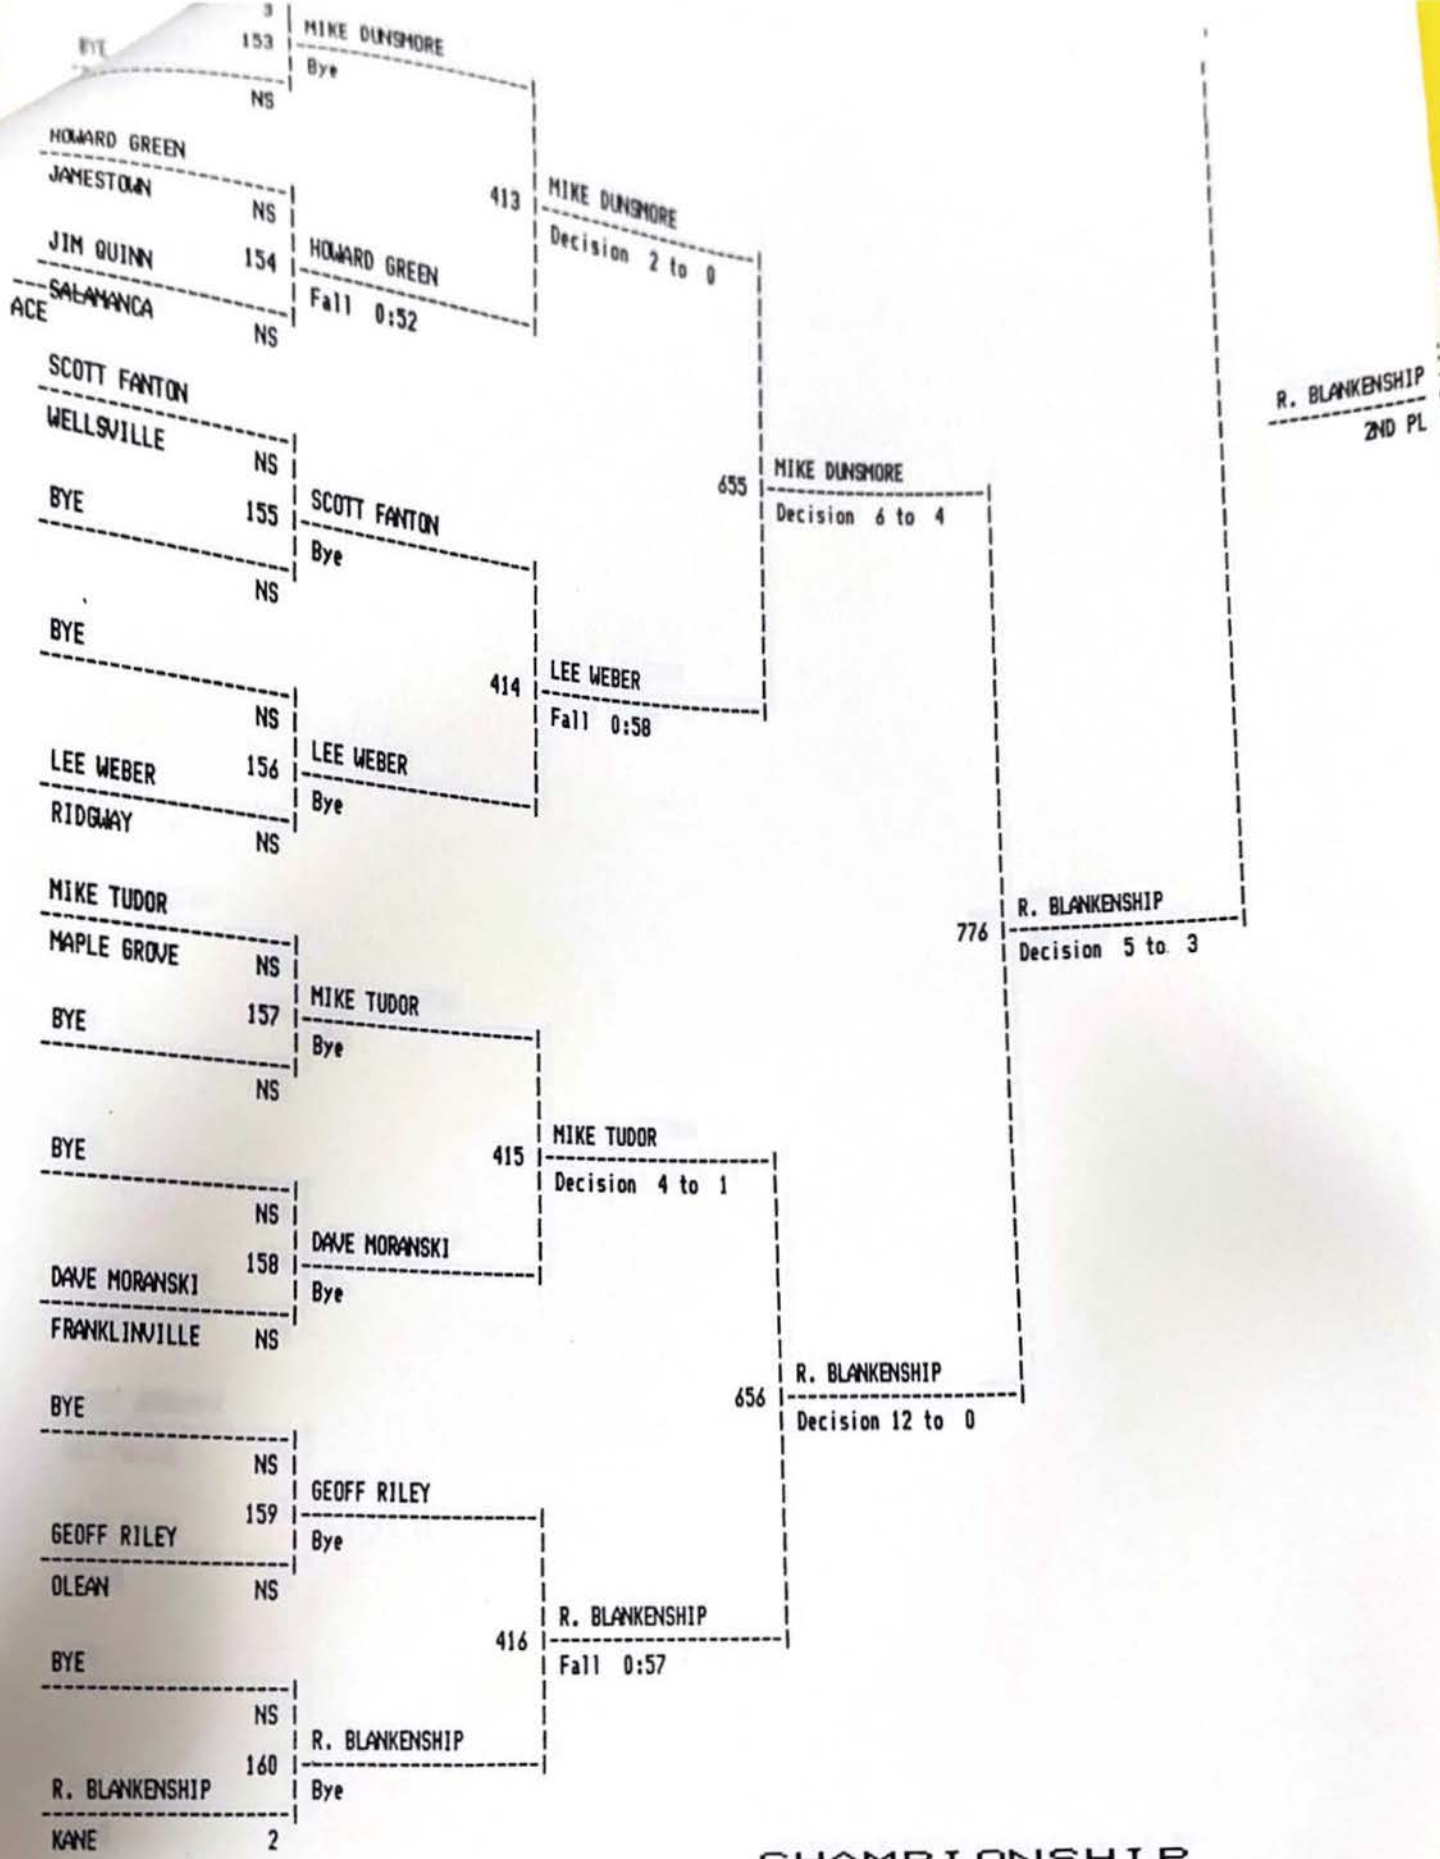 3
MIKE DUNSMORE
BYE
153
Bye
NS
HOWARD GREEN
JAMESTOWN
NS
413
MIKE DUNSMORE
Decision 2 to 0
JIM QUINN
154
HOWARD GREEN
SALAMANCA
Fall 0:52
ACE
NS
SCOTT FANTON
WELLSVILLE
NS
R. BLANKENSHIP
2ND PL
655
MIKE DUNSMORE
Decision 6 to 4
BYE
155
SCOTT FANTON
Bye
NS
BYE
414
LEE WEBER
Fall 0:58
NS
LEE WEBER
156
LEE WEBER
RIDGWAY
Bye
NS
MIKE TUDOR
MAPLE GROVE
NS
776
R. BLANKENSHIP
Decision 5 to 3
BYE
157
MIKE TUDOR
Bye
NS
BYE
415
MIKE TUDOR
Decision 4 to 1
NS
158
DAVE MORANSKI
DAVE MORANSKI
Bye
FRANKLINVILLE
NS
656
R. BLANKENSHIP
Decision 12 to 0
BYE
NS
159
GEOFF RILEY
GEOFF RILEY
Bye
OLEAN
NS
416
R. BLANKENSHIP
Fall 0:57
BYE
NS
160
R. BLANKENSHIP
R. BLANKENSHIP
Bye
KANE
2
CHAMPIONSHIP